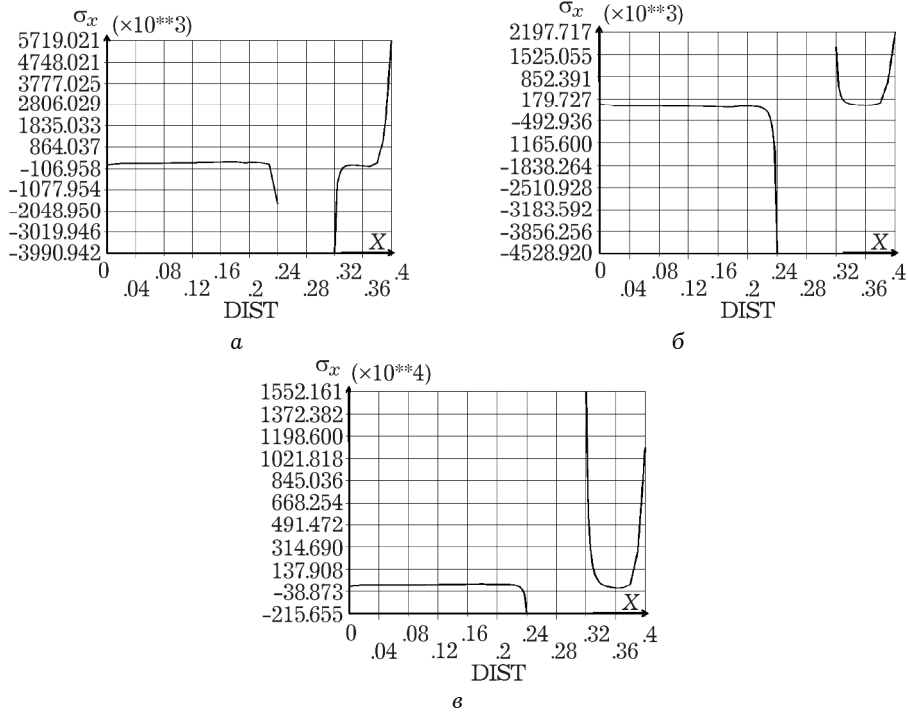 σx (×10**3)
5719.021
4748.021
3777.025
2806.029
1835.033
864.037
−106.958
−1077.954
−2048.950
−3019.946
−3990.942
X
0 .08 .16 .24 .32 .4
.04 .12 .2 .28 .36
DIST
а
σx (×10**3)
2197.717
1525.055
852.391
179.727
−492.936
1165.600
−1838.264
−2510.928
−3183.592
−3856.256
−4528.920
X
0 .08 .16 .24 .32 .4
.04 .12 .2 .28 .36
DIST
б
σx (×10**4)
1552.161
1372.382
1198.600
1021.818
845.036
668.254
491.472
314.690
137.908
−38.873
−215.655
X
0 .08 .16 .24 .32 .4
.04 .12 .2 .28 .36
DIST
в